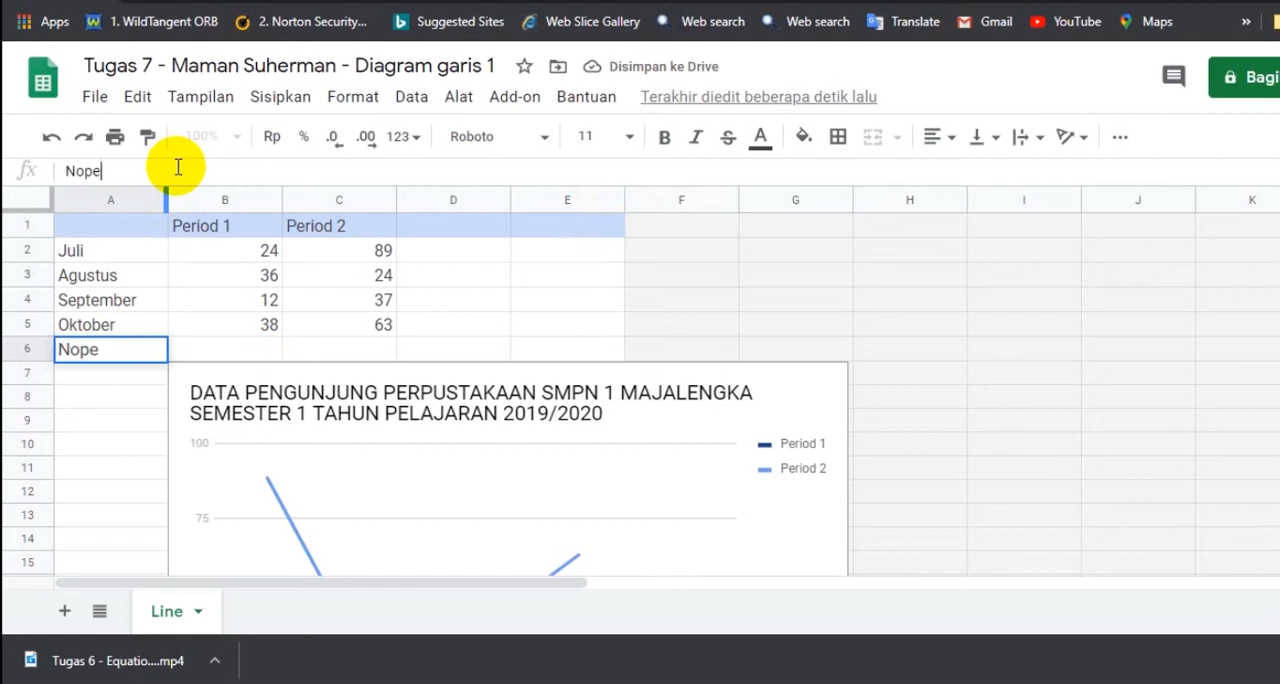 Apps 1. WildTangent ORB 2. Norton Security... Suggested Sites Web Slice Gallery Web search Web search Translate Gmail YouTube Maps »
Tugas 7 - Maman Suherman - Diagram garis 1 Disimpan ke Drive
File Edit Tampilan Sisipkan Format Data Alat Add-on Bantuan Terakhir diedit beberapa detik lalu
Bagi
100% Rp % .0 .00 123 Roboto 11 B I S A
fx Nope
A B C D E F G H I J K
1 Period 1 Period 2
2 Juli 24 89
3 Agustus 36 24
4 September 12 37
5 Oktober 38 63
6 Nope
7
8
9
10
11
12
13
14
15
DATA PENGUNJUNG PERPUSTAKAAN SMPN 1 MAJALENGKA
SEMESTER 1 TAHUN PELAJARAN 2019/2020
100
75
Period 1
Period 2
+ Line
Tugas 6 - Equatio....mp4